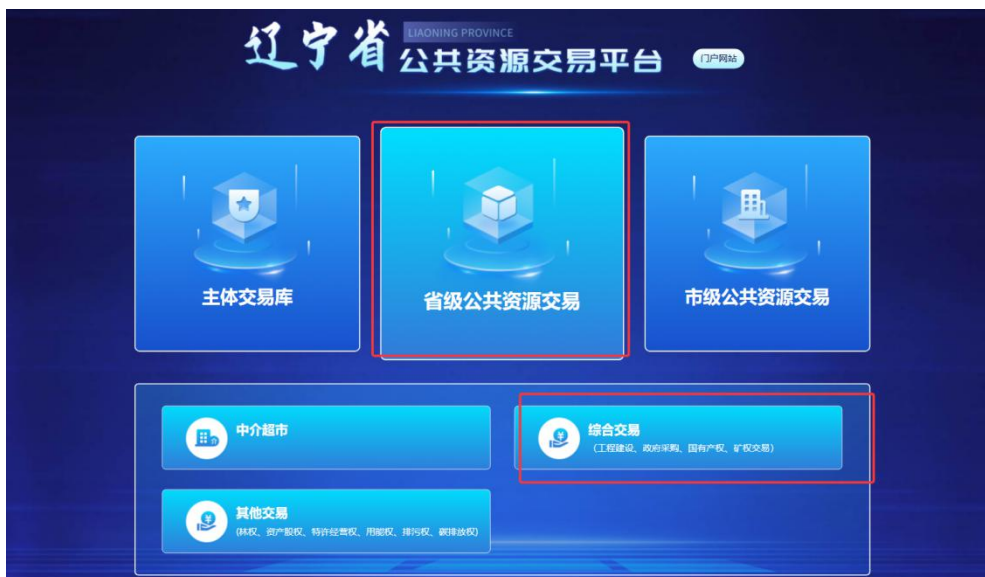 辽宁省
LIAONING PROVINCE
公共资源交易平台
门户网站
主体交易库
省级公共资源交易
市级公共资源交易
中介超市
综合交易
(工程建设、政府采购、国有产权、矿权交易)
其他交易
(林权、资产股权、特许经营权、用能权、排污权、碳排放权)